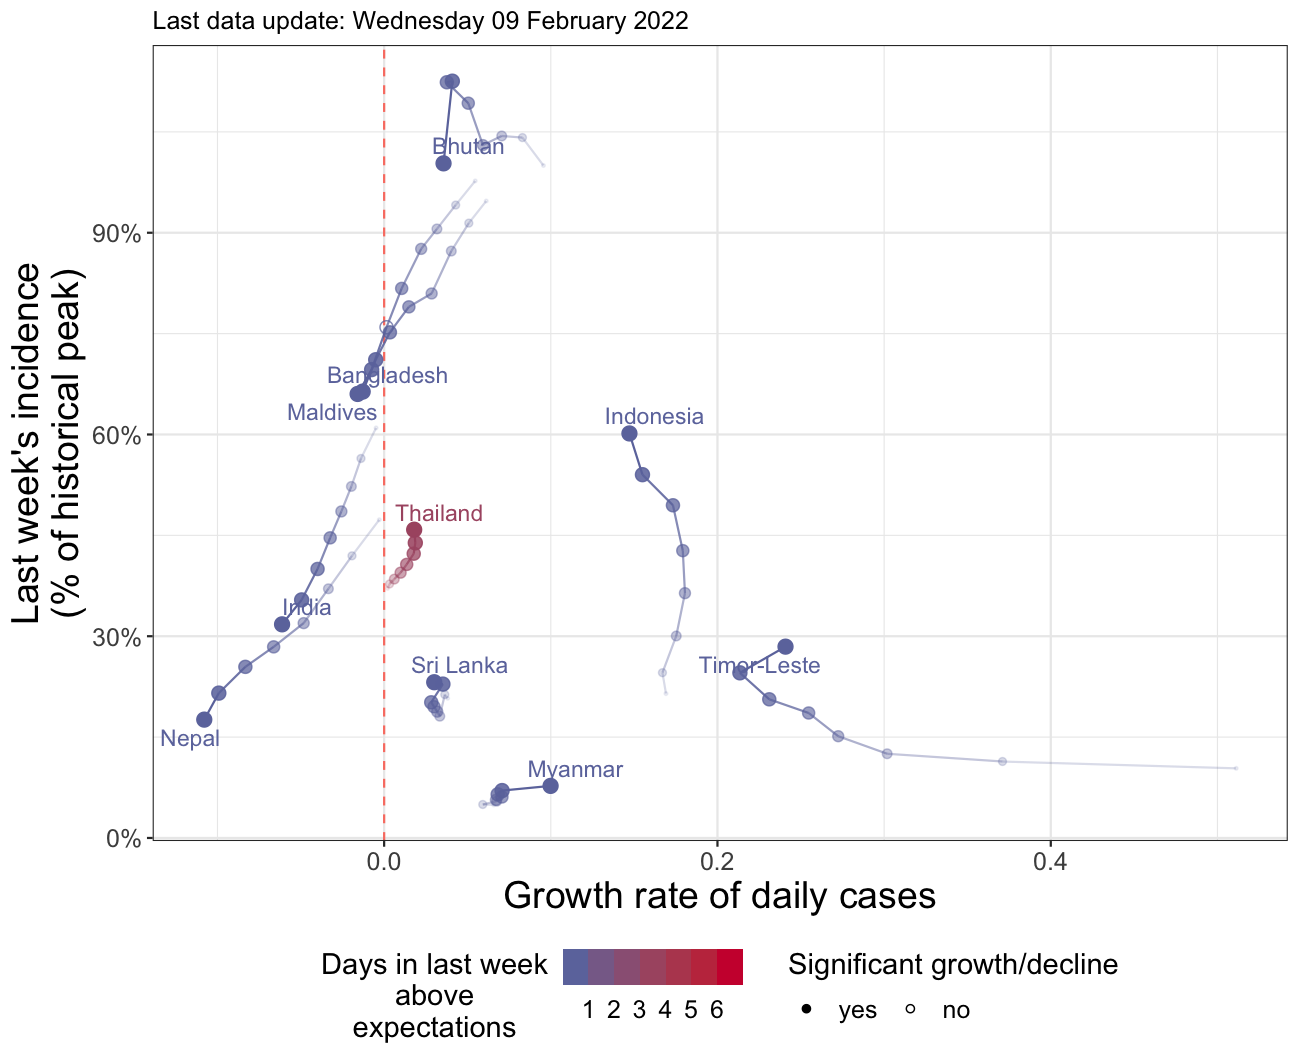 Last data update: Wednesday 09 February 2022
Last week's incidence
(% of historical peak)
90%
60%
30%
0%
Bhutan
Bangladesh
Maldives
Indonesia
Thailand
India
Sri Lanka
Timor-Leste
Nepal
Myanmar
0.0
0.2
0.4
Growth rate of daily cases
Days in last week
above
expectations
1 2 3 4 5 6
Significant growth/decline
yes
no